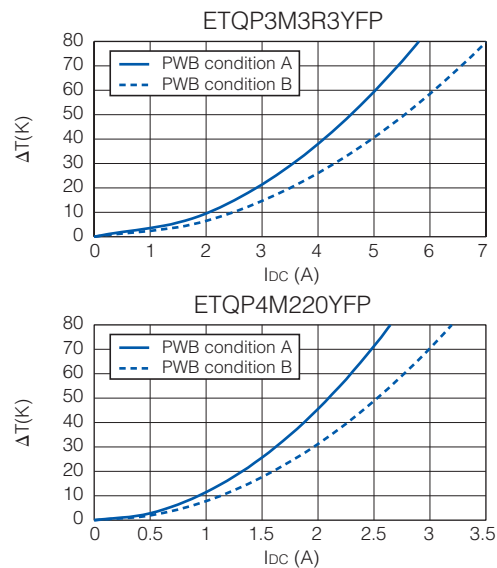 ETQP3M3R3YFP
80
70
60
50
40
30
20
10
0
ΔT(K)
PWB condition A
PWB condition B
0 1 2 3 4 5 6 7
IDC (A)
ETQP4M220YFP
80
70
60
50
40
30
20
10
0
ΔT(K)
PWB condition A
PWB condition B
0 0.5 1 1.5 2 2.5 3 3.5
IDC (A)